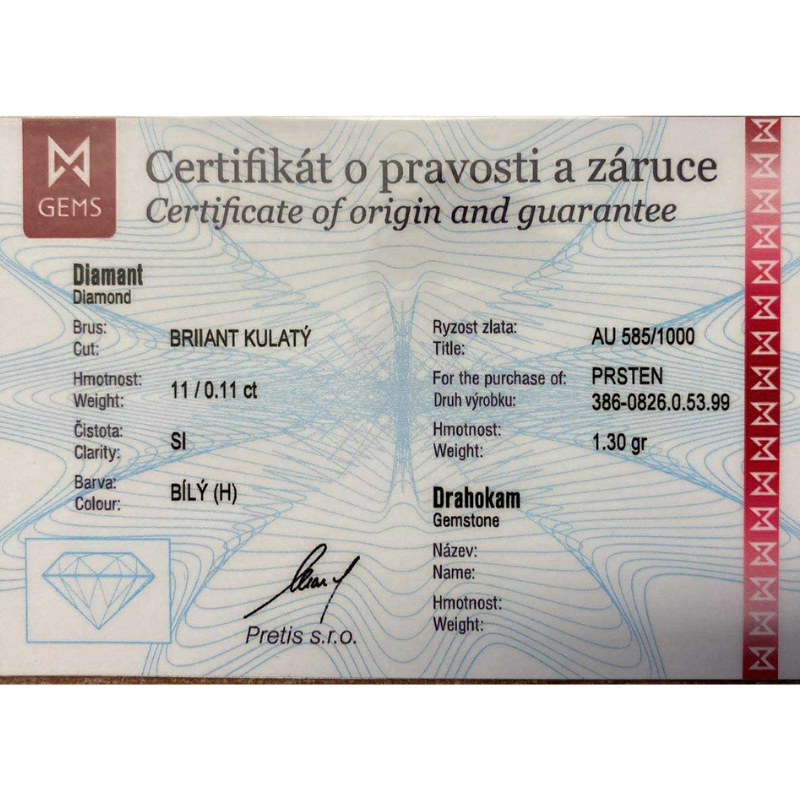 GEMS
Certifikát o pravosti a záruce
Certificate of origin and guarantee
Diamant
Diamond
Brus:
Cut:
BRIIANT KULATÝ
Hmotnost:
Weight:
11 / 0.11 ct
Čistota:
Clarity:
SI
Barva:
Colour:
BÍLÝ (H)
Pretis s.r.o.
Ryzost zlata:
Title:
AU 585/1000
For the purchase of:
Druh výrobku:
PRSTEN
386-0826.0.53.99
Hmotnost:
Weight:
1.30 gr
Drahokam
Gemstone
Název:
Name:
Hmotnost:
Weight: